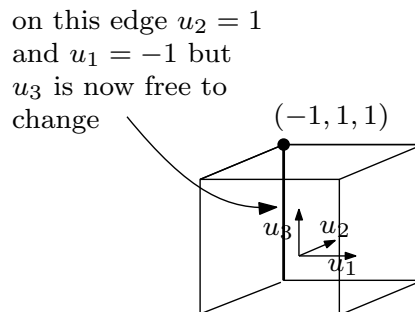 on this edge u₂ = 1
and u₁ = −1 but
u₃ is now free to
change
(−1, 1, 1)
u₃
u₂
u₁